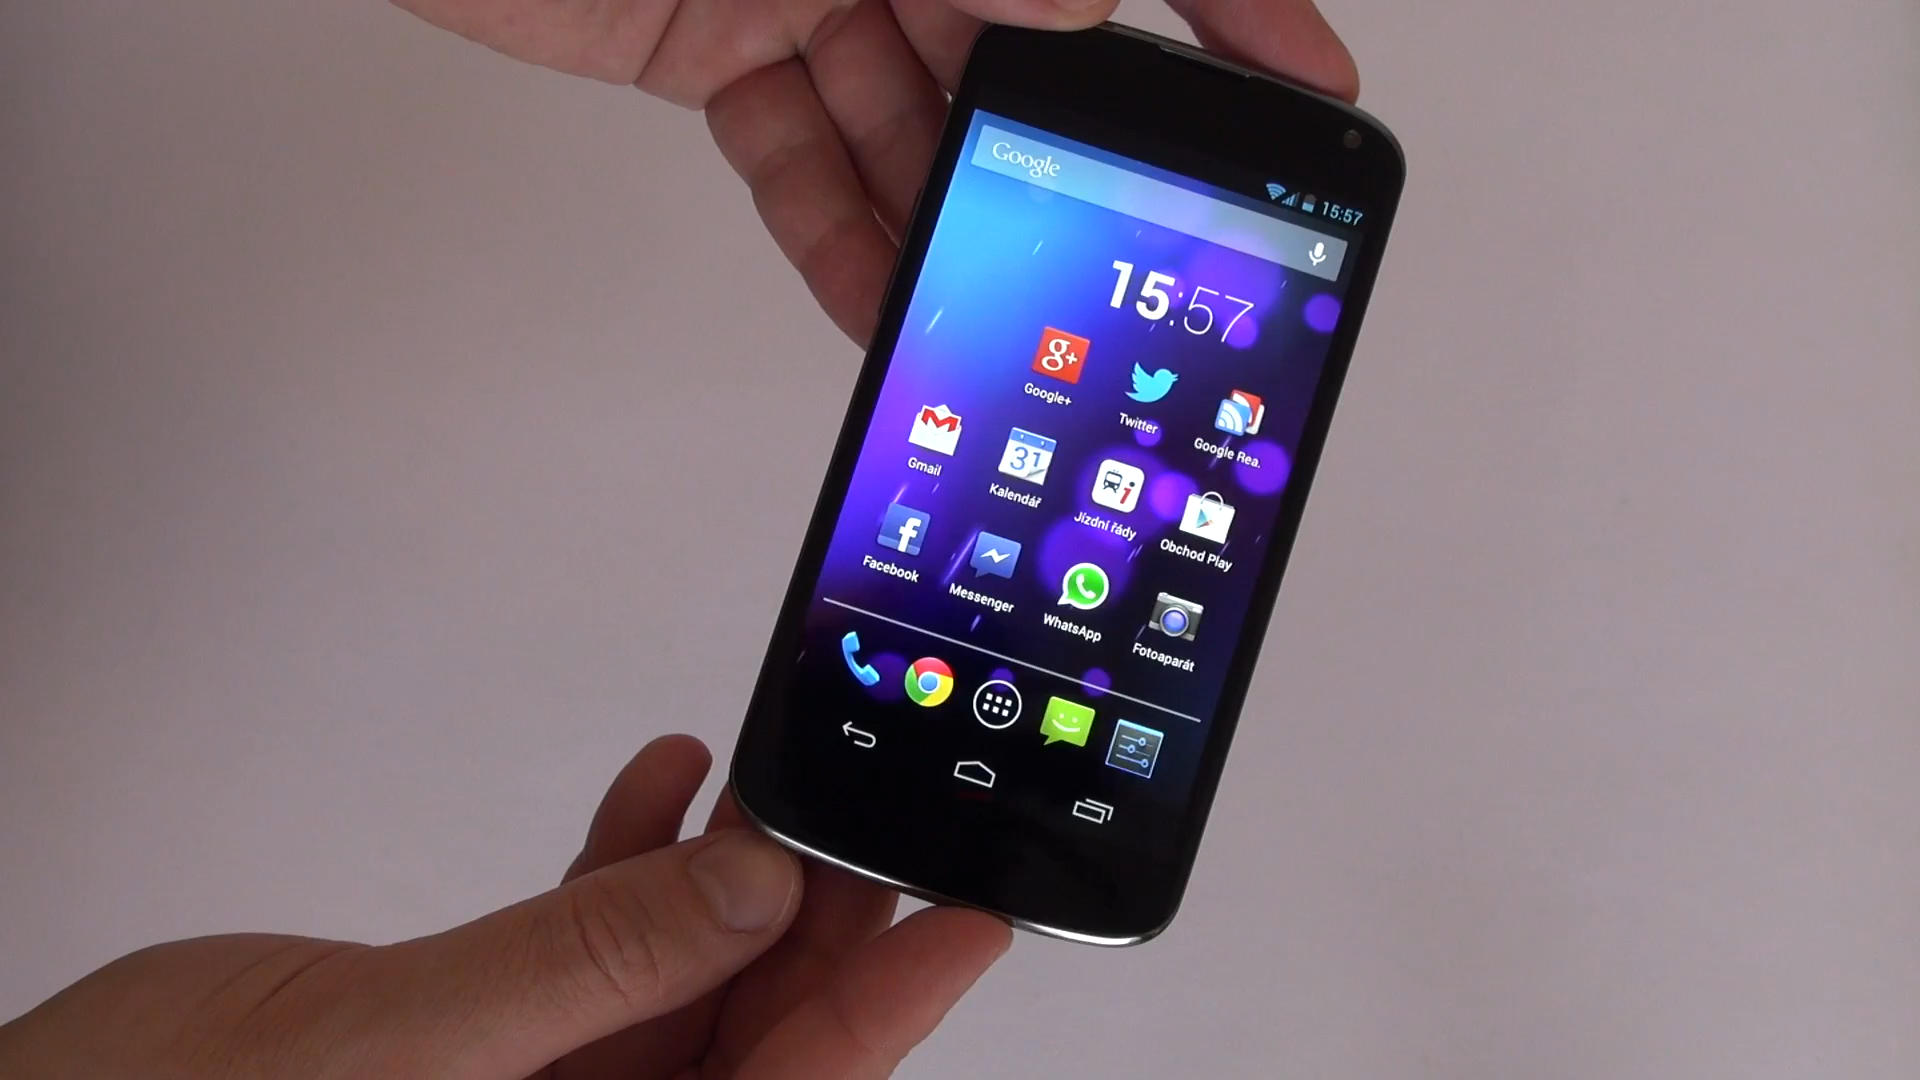 Google
15:57
15:57
Google+
Twitter
Google Rea.
Gmail
31
Kalendář
Jízdní řády
Obchod Play
Facebook
Messenger
WhatsApp
Fotoaparát